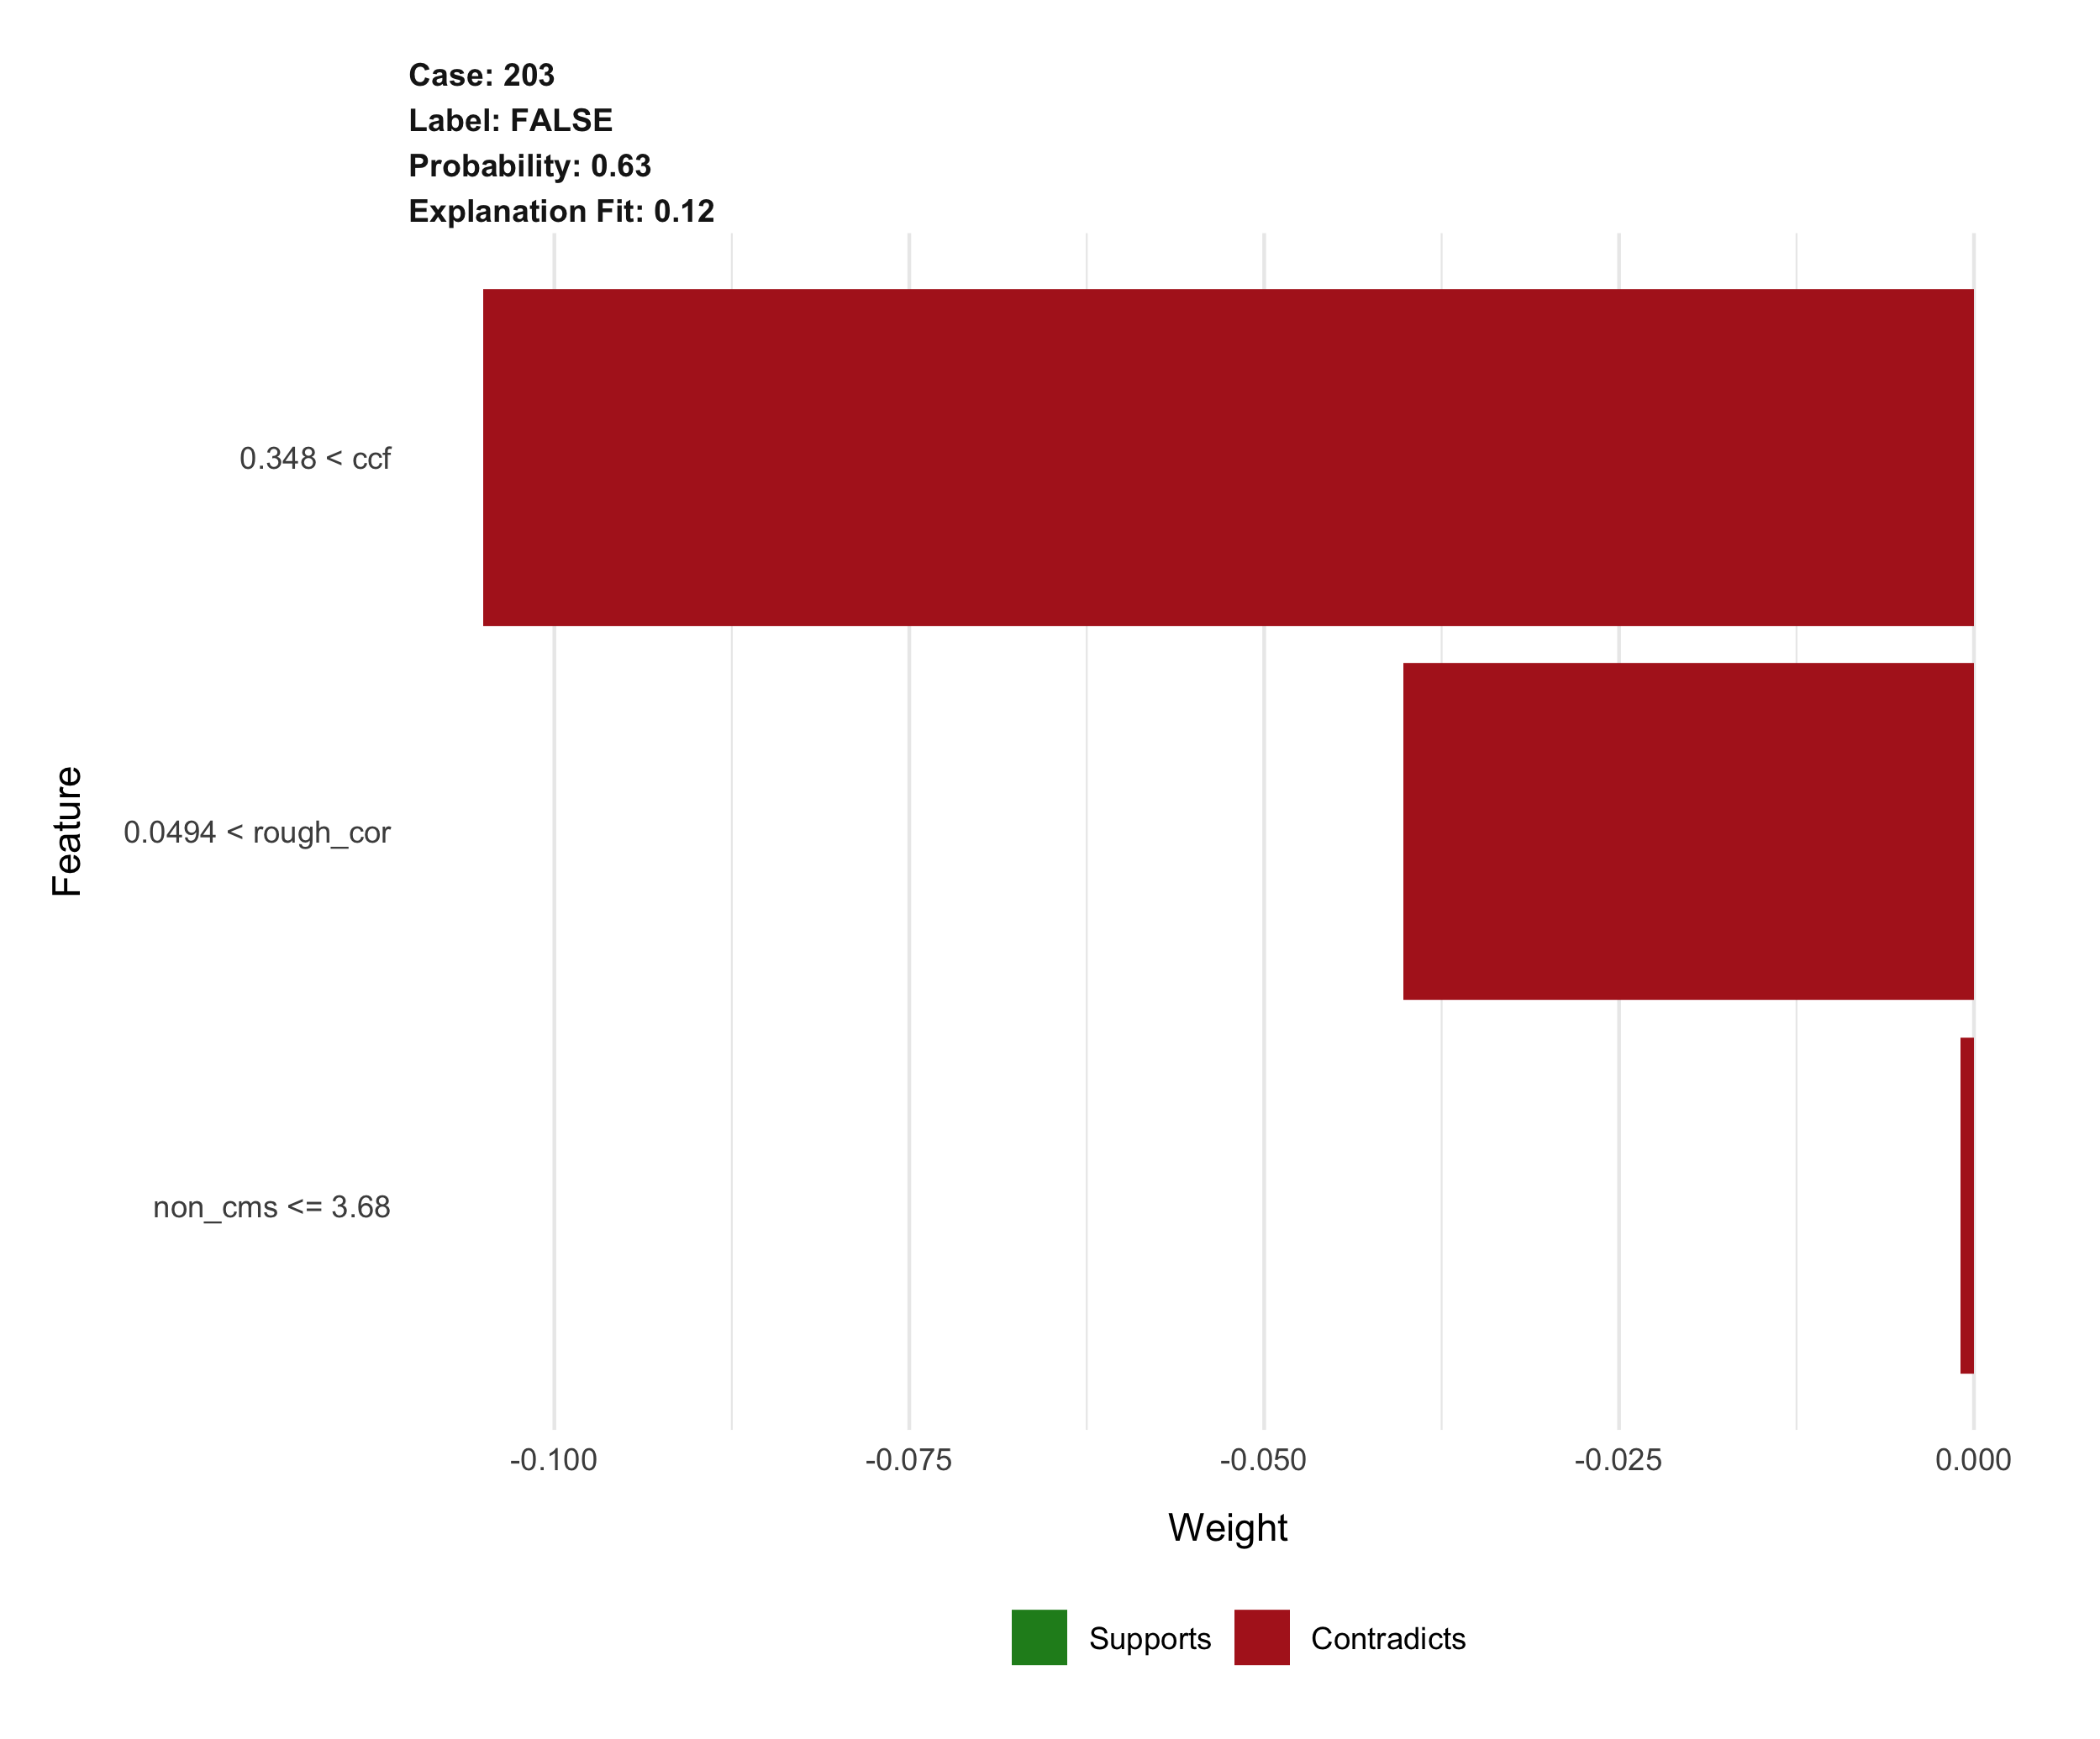 Case: 203
Label: FALSE
Probability: 0.63
Explanation Fit: 0.12
Feature
0.348 < ccf
0.0494 < rough_cor
non_cms <= 3.68
-0.100 -0.075 -0.050 -0.025 0.000
Weight
Supports Contradicts